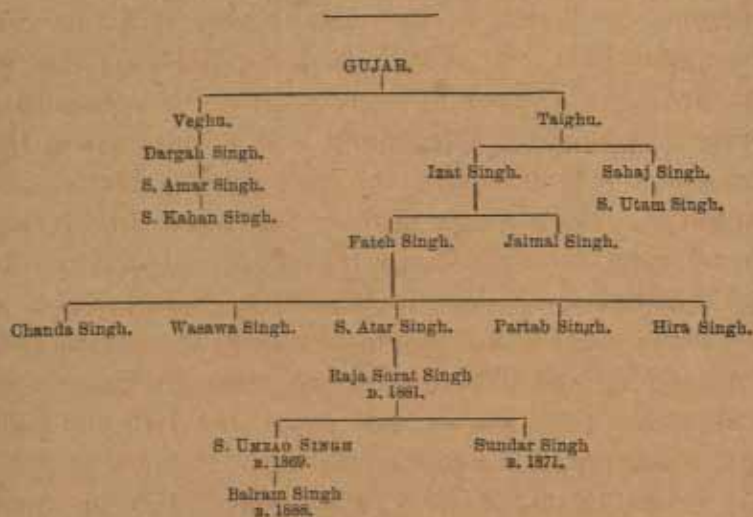 GUJAR.
Veghu. Taighu.
Dargah Singh.
Izat Singh. Sahaj Singh.
S. Amar Singh.
S. Utam Singh.
S. Kahan Singh.
Fateh Singh. Jaimal Singh.
Chanda Singh. Wasawa Singh. S. Atar Singh. Partab Singh. Hira Singh.
Raja Surat Singh
D. 1881.
S. UMRAO SINGH Sundar Singh
B. 1869. B. 1871.
Balram Singh
B. 1888.